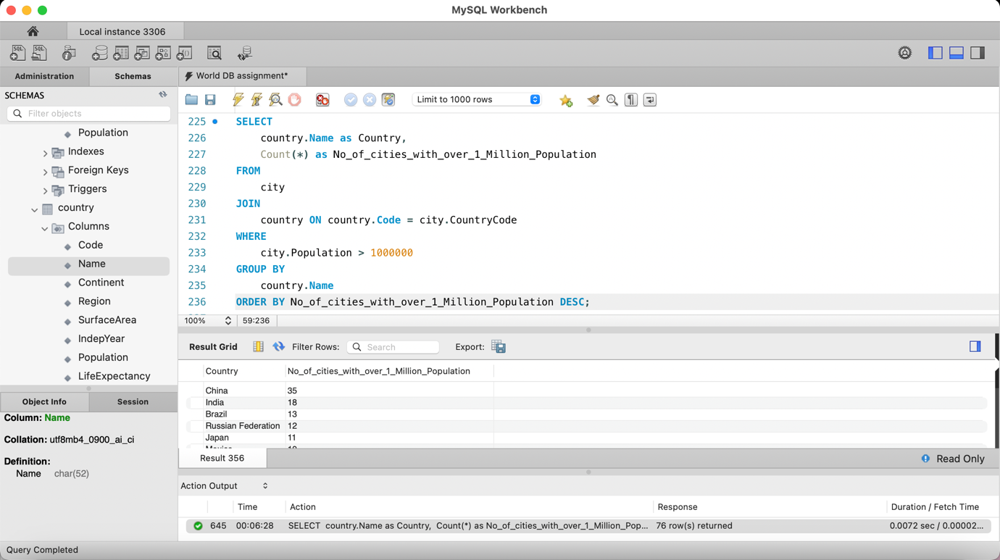 MySQL Workbench
Local instance 3306
SQL SQL
Administration Schemas World DB assignment*
SCHEMAS
Filter objects
Limit to 1000 rows
Population
Indexes
Foreign Keys
Triggers
country
Columns
Code
Name
Continent
Region
SurfaceArea
IndepYear
Population
LifeExpectancy
225 SELECT
226 country.Name as Country,
227 Count(*) as No_of_cities_with_over_1_Million_Population
228 FROM
229 city
230 JOIN
231 country ON country.Code = city.CountryCode
232 WHERE
233 city.Population > 1000000
234 GROUP BY
235 country.Name
236 ORDER BY No_of_cities_with_over_1_Million_Population DESC;
100% 59:236
Object Info Session
Column: Name
Collation: utf8mb4_0900_ai_ci
Definition:
Name char(52)
Result Grid Filter Rows: Search Export:
Country No_of_cities_with_over_1_Million_Population
China 35
India 18
Brazil 13
Russian Federation 12
Japan 11
Result 356 Read Only
Action Output
Time Action Response Duration / Fetch Time
645 00:06:28 SELECT country.Name as Country, Count(*) as No_of_cities_with_over_1_Million_Pop... 76 row(s) returned 0.0072 sec / 0.00002...
Query Completed